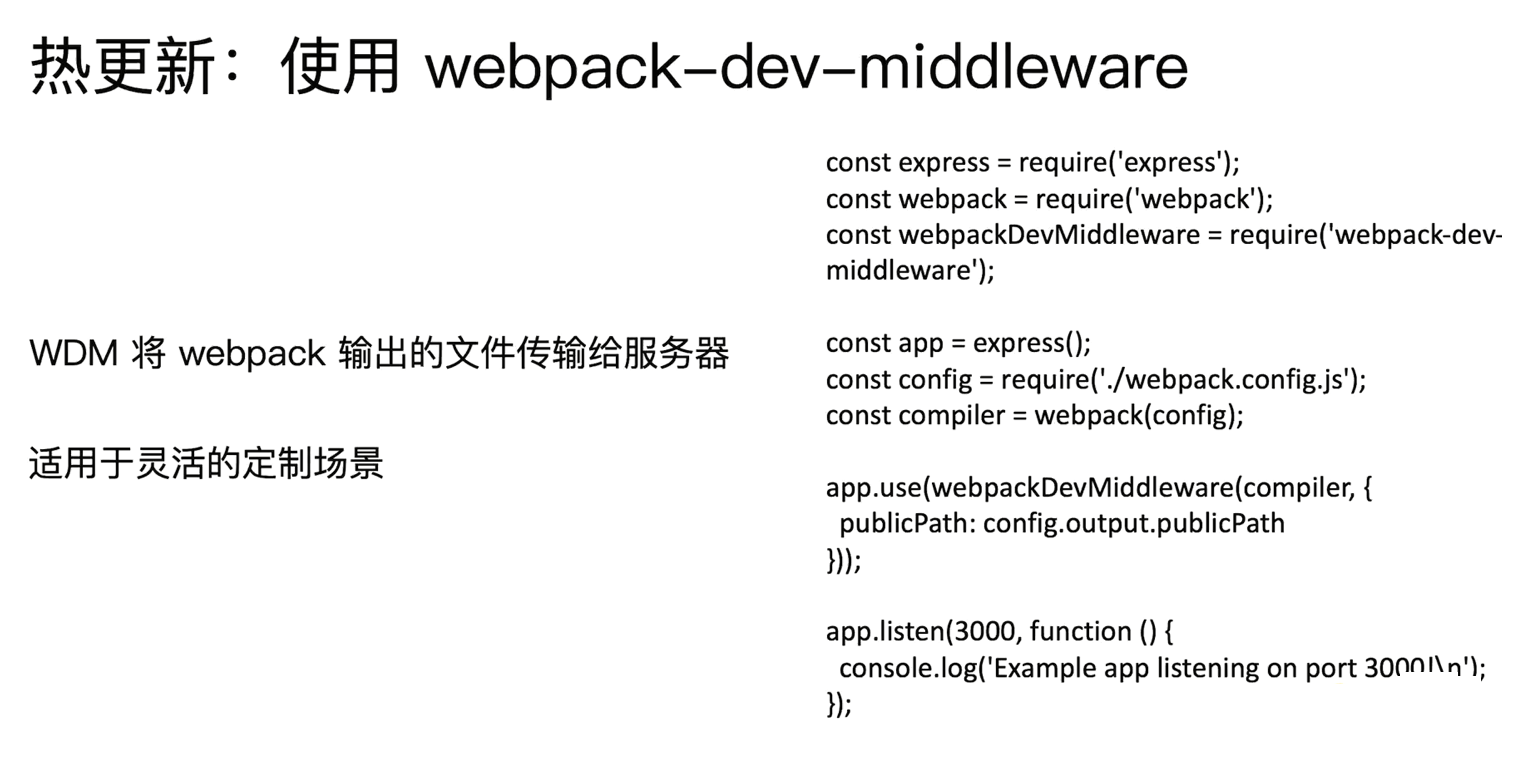 热更新：使用 webpack-dev-middleware
WDM 将 webpack 输出的文件传输给服务器
适用于灵活的定制场景
const express = require('express');
const webpack = require('webpack');
const webpackDevMiddleware = require('webpack-dev-
middleware');
const app = express();
const config = require('./webpack.config.js');
const compiler = webpack(config);
app.use(webpackDevMiddleware(compiler, {
publicPath: config.output.publicPath
}));
app.listen(3000, function () {
console.log('Example app listening on port 3000!\n');
});